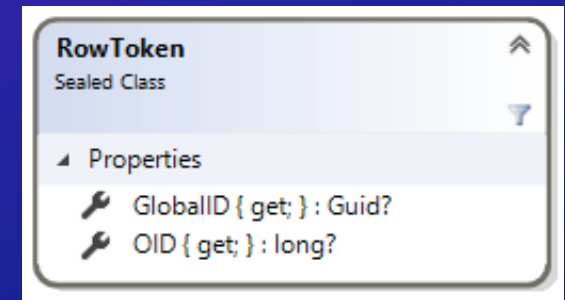 RowToken
Sealed Class
Properties
GlobalID { get; } : Guid?
OID { get; } : long?